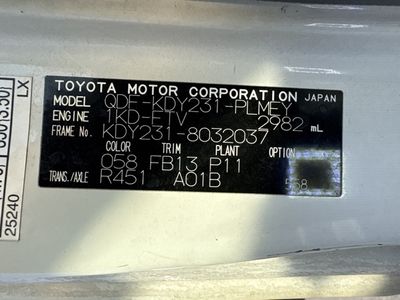 TOYOTA MOTOR CORPORATION JAPAN
MODEL QDF-KDY231-PLMEY
ENGINE 1KD-FTV 2982 mL
FRAME No. KDY231-8032037
COLOR TRIM PLANT OPTION
058 FB13 P11
TRANS./AXLE R451 A01B 558
LX
25240